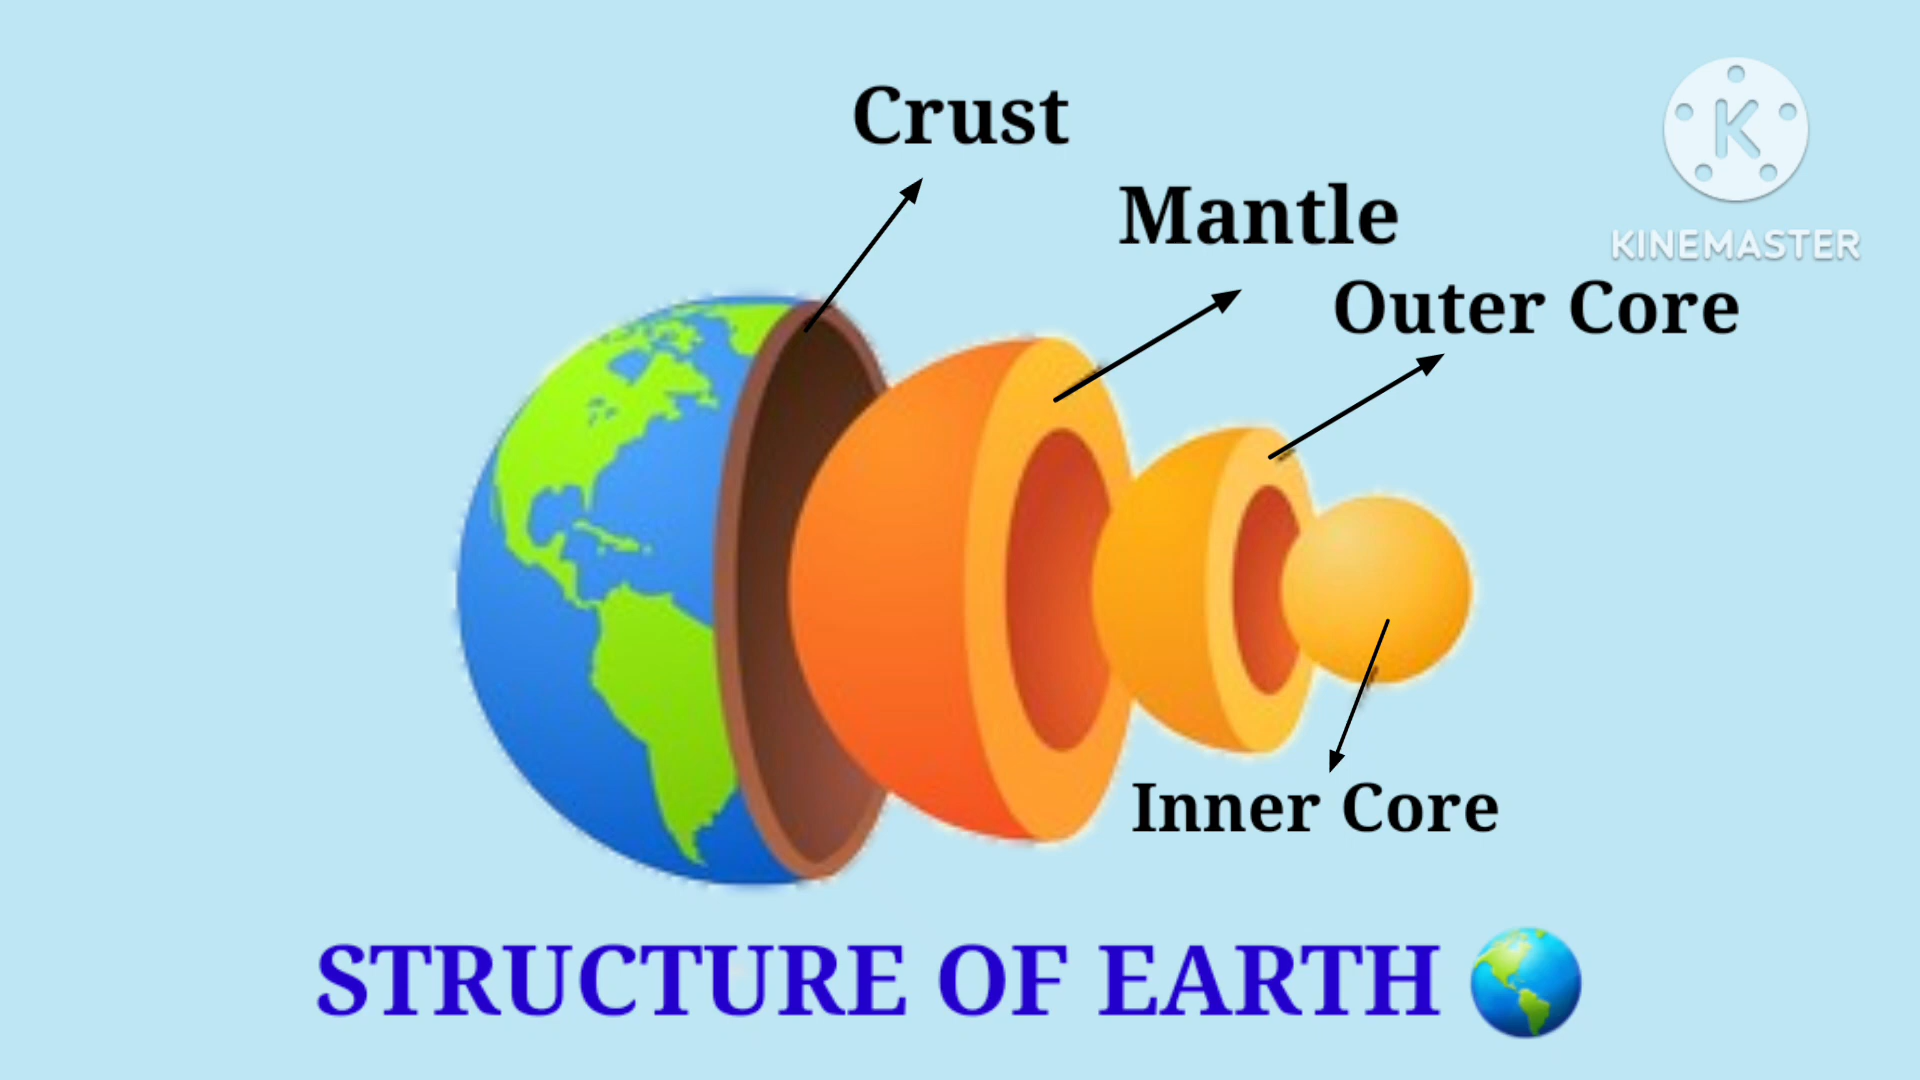 Crust
Mantle
K
KINEMASTER
Outer Core
Inner Core
STRUCTURE OF EARTH